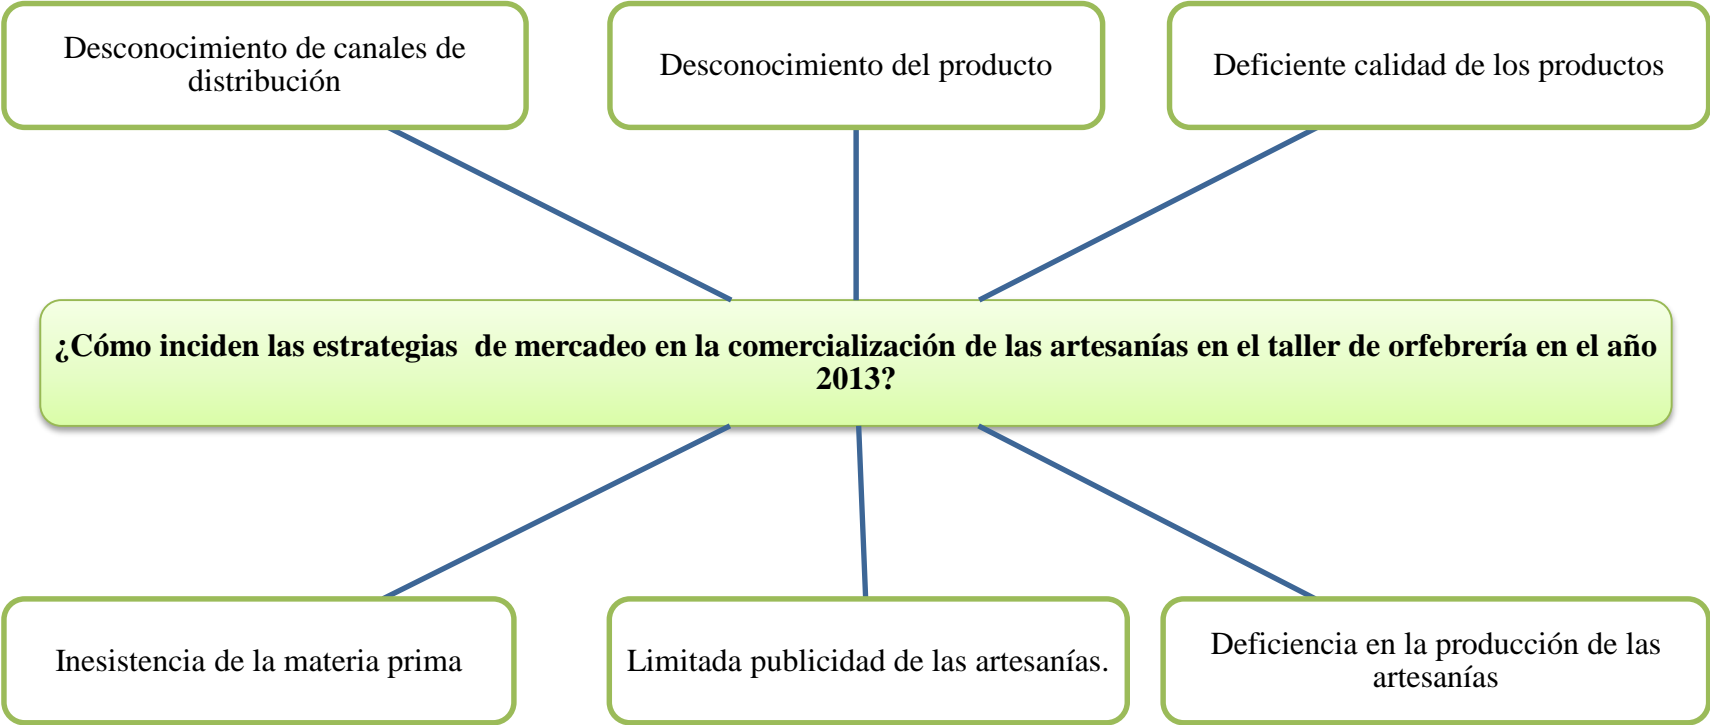 Desconocimiento de canales de
distribución
Desconocimiento del producto
Deficiente calidad de los productos
¿Cómo inciden las estrategias  de mercadeo en la comercialización de las artesanías en el taller de orfebrería en el año
2013?
Inesistencia de la materia prima
Limitada publicidad de las artesanías.
Deficiencia en la producción de las
artesanías